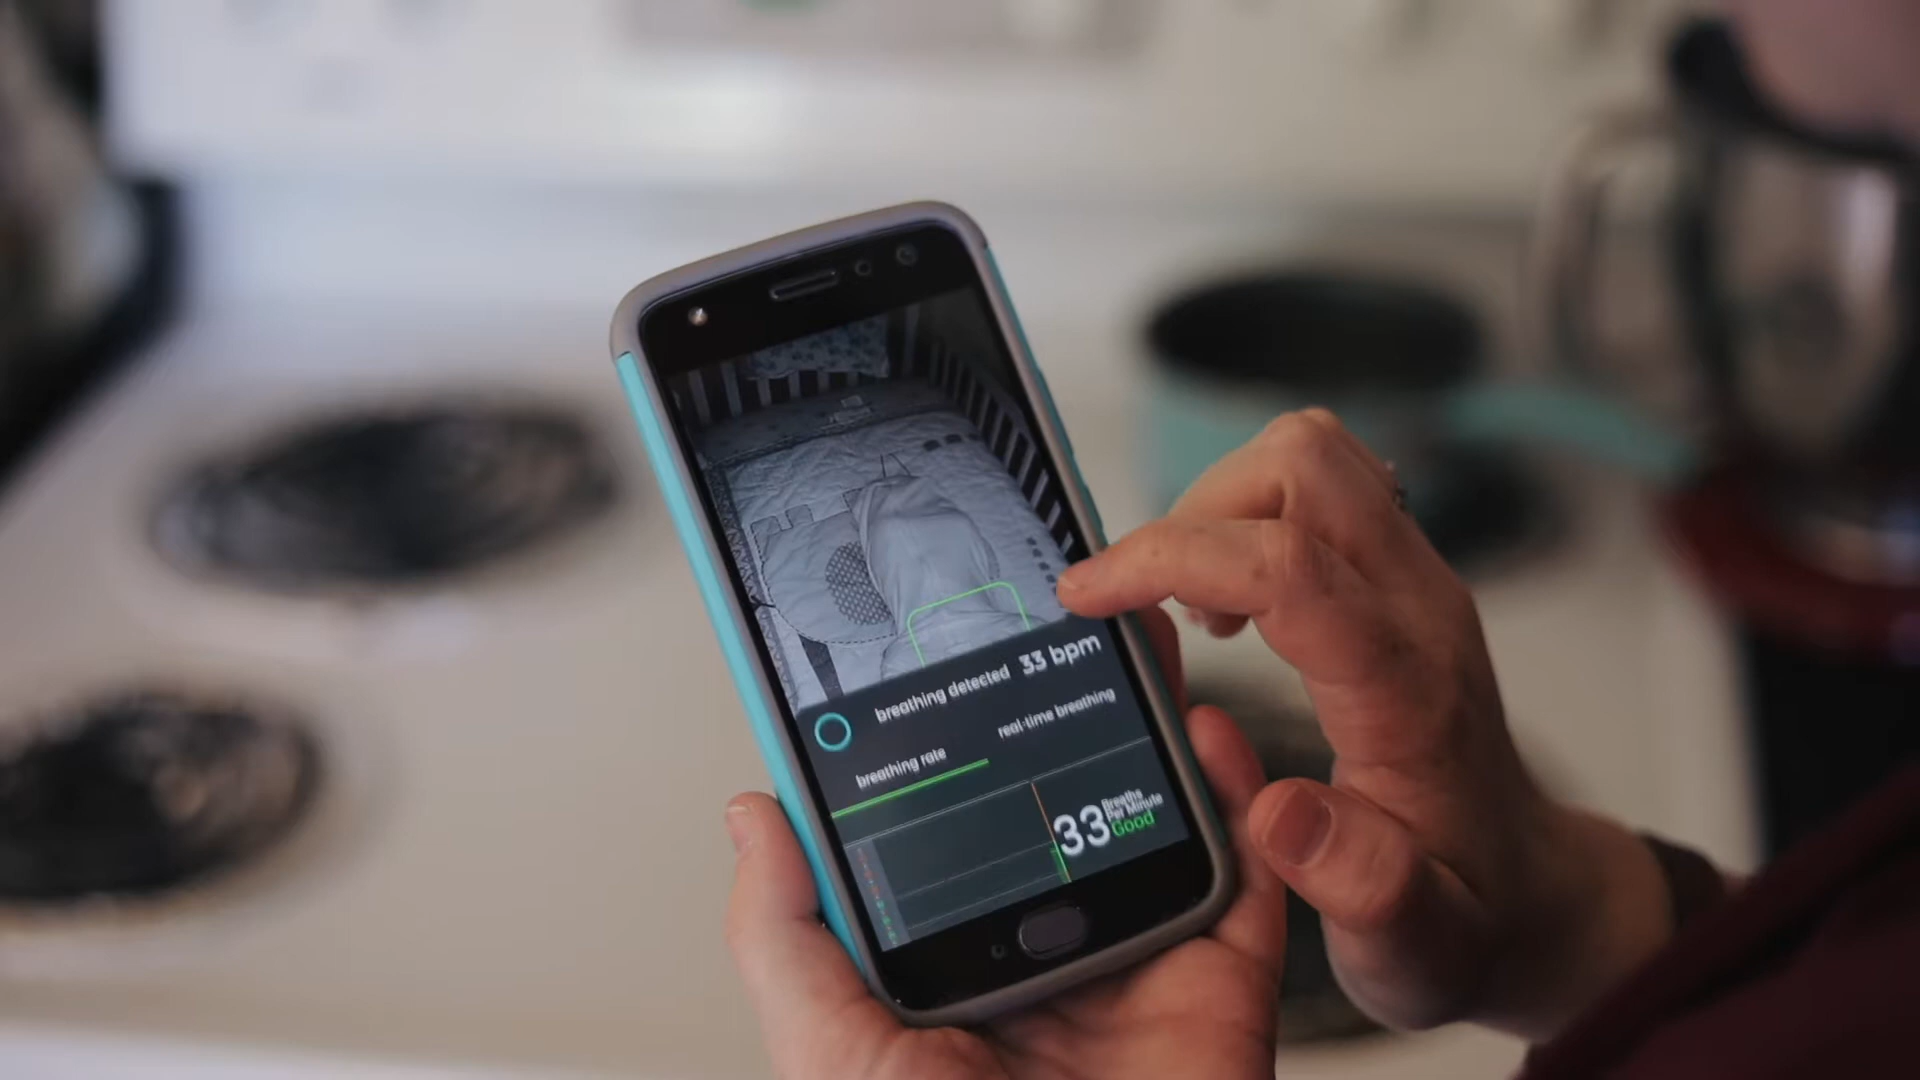 breathing detected 33 bpm
breathing rate real-time breathing
33 Breaths
Per Minute
Good